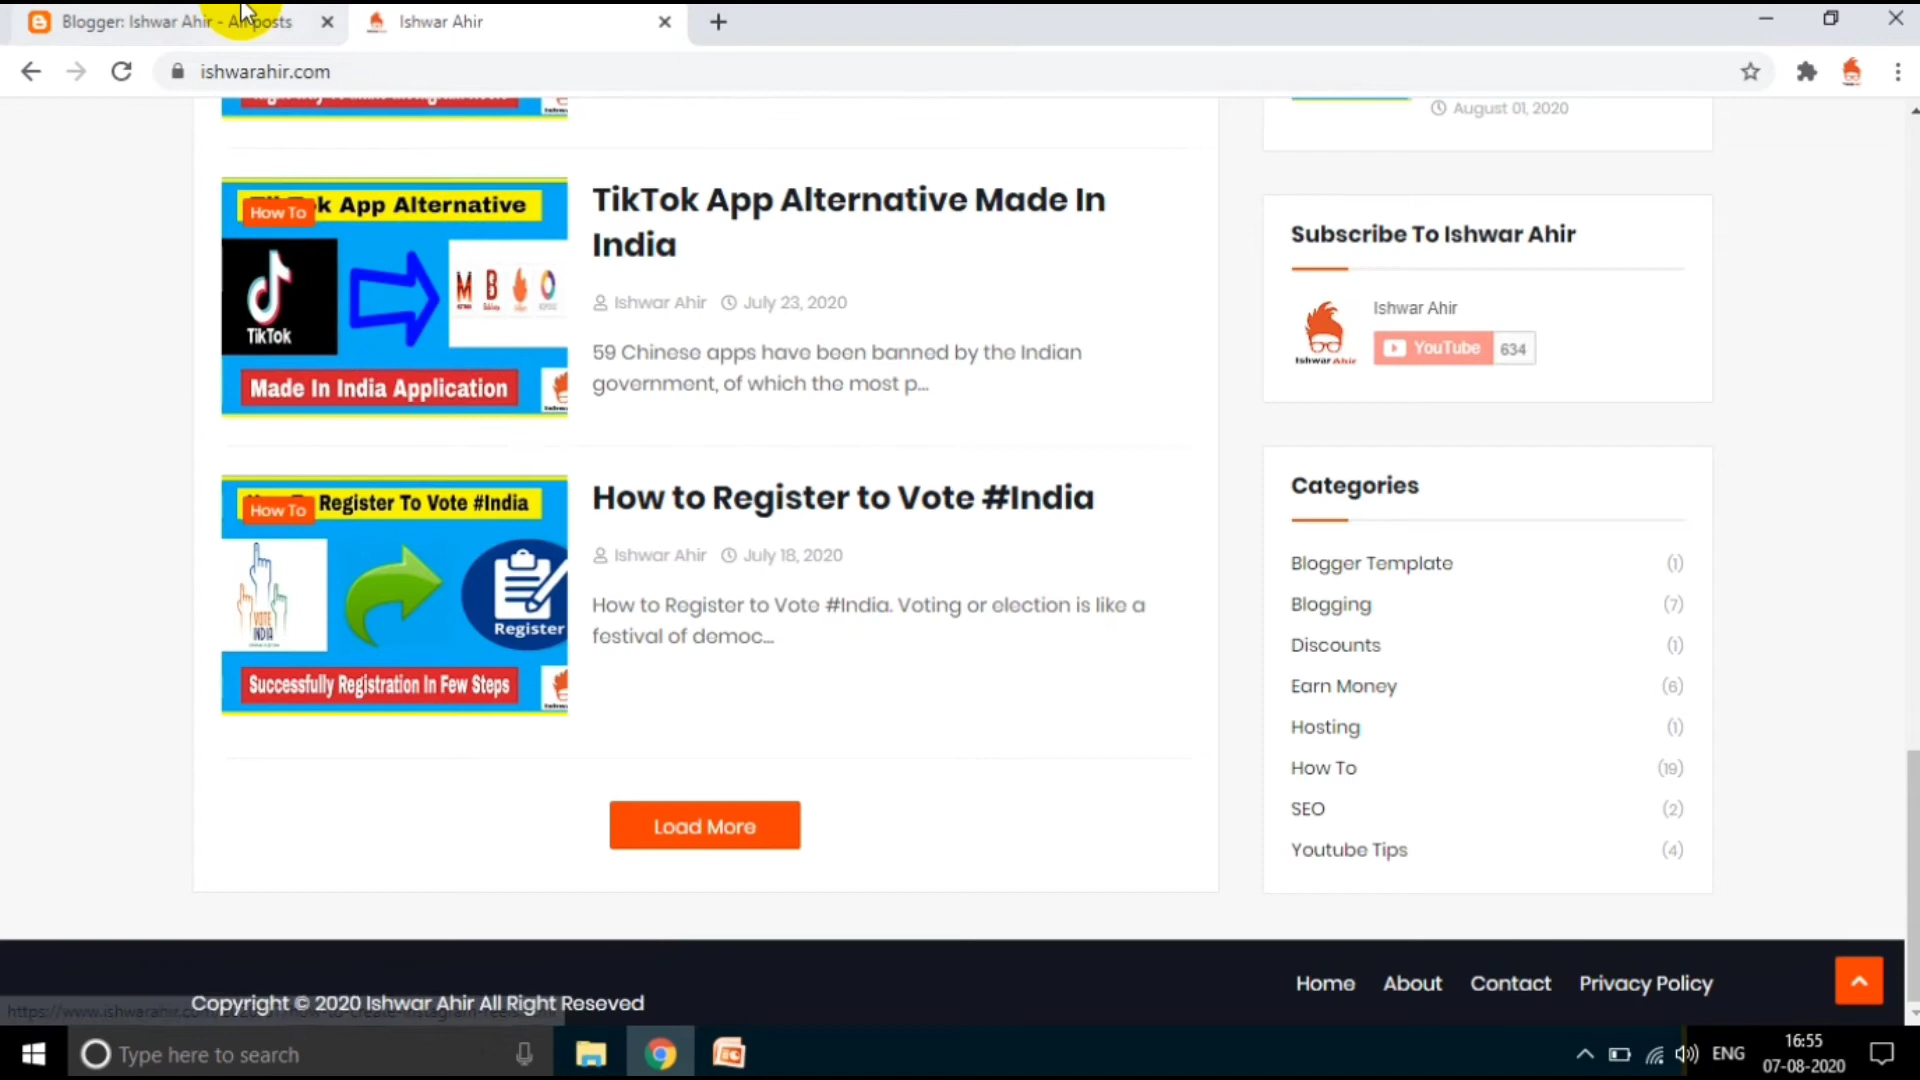 Blogger: Ishwar Ahir - All posts
Ishwar Ahir
ishwarahir.com
August 01, 2020
How To
k App Alternative
TikTok
Made In India Application
TikTok App Alternative Made In
India
Ishwar Ahir July 23, 2020
59 Chinese apps have been banned by the Indian
government, of which the most p...
How To
Register To Vote #India
VOTE
INDIA
Register
Successfully Registration In Few Steps
How to Register to Vote #India
Ishwar Ahir July 18, 2020
How to Register to Vote #India. Voting or election is like a
festival of democ...
Load More
Subscribe To Ishwar Ahir
Ishwar Ahir
Ishwar Ahir
YouTube 634
Categories
Blogger Template (1)
Blogging (7)
Discounts (1)
Earn Money (6)
Hosting (1)
How To (19)
SEO (2)
Youtube Tips (4)
Copyright © 2020 Ishwar Ahir All Right Reseved
Home About Contact Privacy Policy
Type here to search
ENG
16:55
07-08-2020